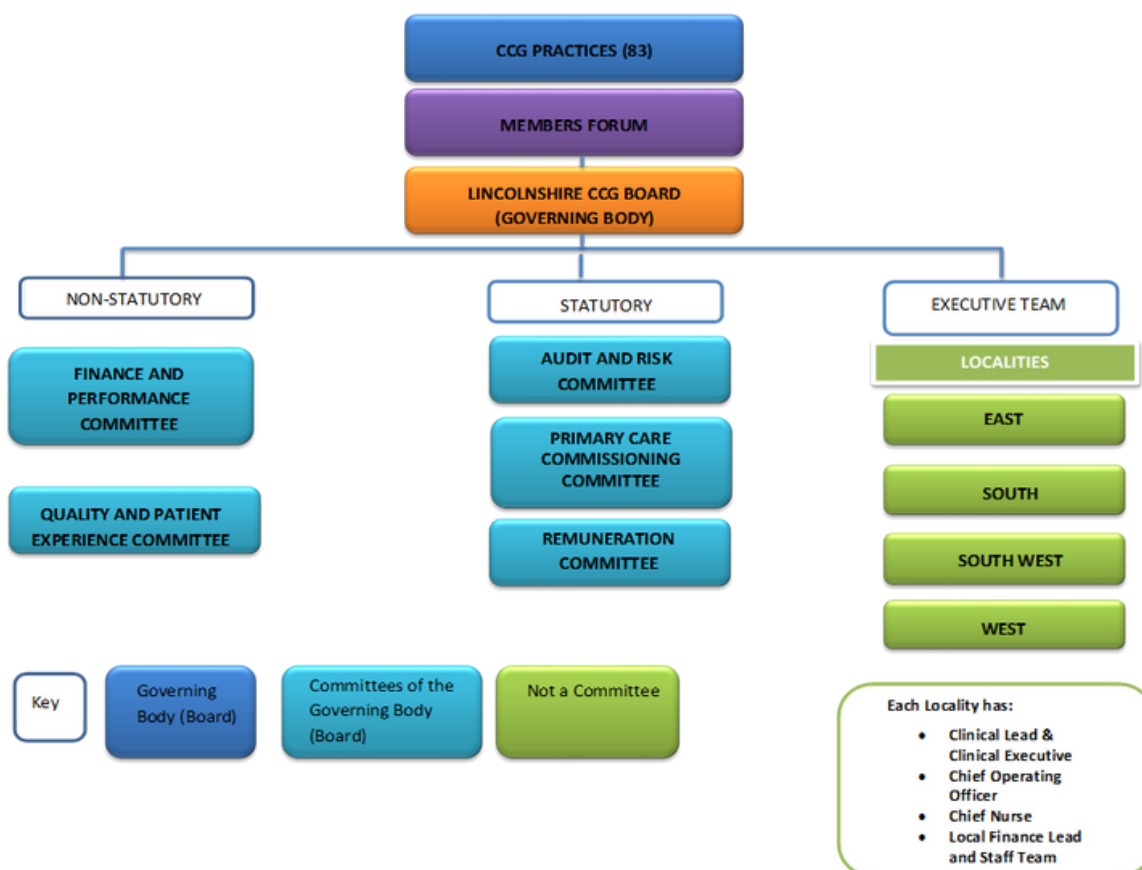 CCG PRACTICES (83)
MEMBERS FORUM
LINCOLNSHIRE CCG BOARD
(GOVERNING BODY)
NON-STATUTORY
FINANCE AND
PERFORMANCE
COMMITTEE
QUALITY AND PATIENT
EXPERIENCE COMMITTEE
STATUTORY
AUDIT AND RISK
COMMITTEE
PRIMARY CARE
COMMISSIONING
COMMITTEE
REMUNERATION
COMMITTEE
EXECUTIVE TEAM
LOCALITIES
EAST
SOUTH
SOUTH WEST
WEST
Key
Governing
Body (Board)
Committees of the
Governing Body
(Board)
Not a Committee
Each Locality has:
• Clinical Lead &
Clinical Executive
• Chief Operating
Officer
• Chief Nurse
• Local Finance Lead
and Staff Team